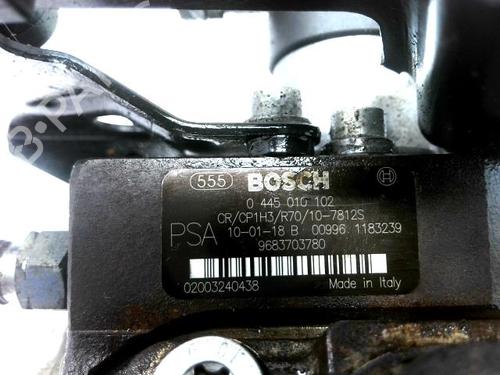 555 BOSCH
0 445 010 102
CR/CP1H3/R70/10-7812S
PSA 10-01-18 B 00996 1183239
9683703780
02003240438 Made in Italy